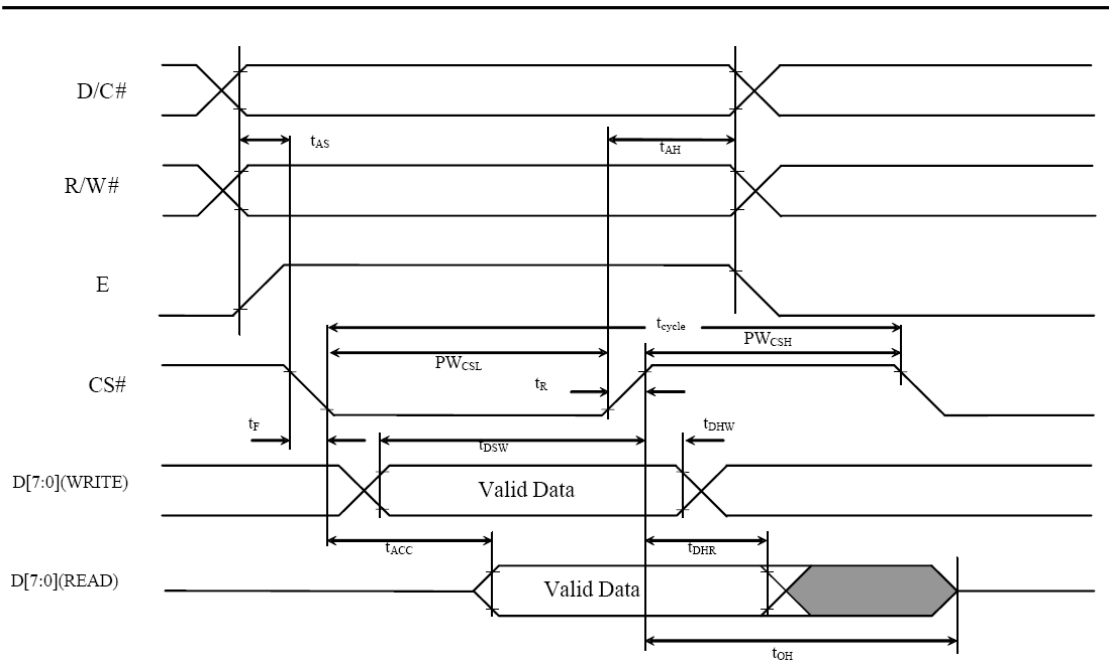 D/C#
tAS
tAH
R/W#
E
tcycle
PWCSL
PWCSH
CS#
tR
tF
tDSW
tDHW
D[7:0](WRITE)
Valid Data
tACC
tDHR
D[7:0](READ)
Valid Data
tOH